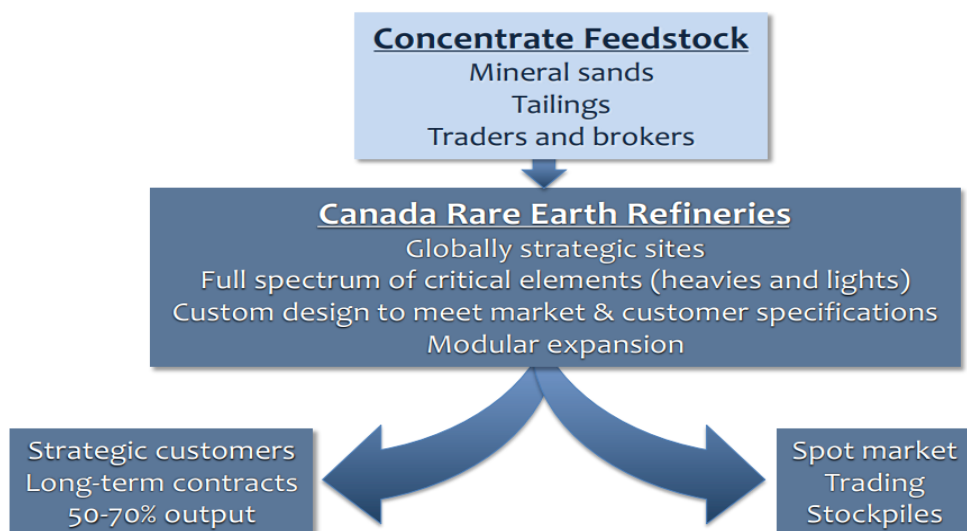 Concentrate Feedstock
Mineral sands
Tailings
Traders and brokers
Canada Rare Earth Refineries
Globally strategic sites
Full spectrum of critical elements (heavies and lights)
Custom design to meet market & customer specifications
Modular expansion
Strategic customers
Long-term contracts
50-70% output
Spot market
Trading
Stockpiles